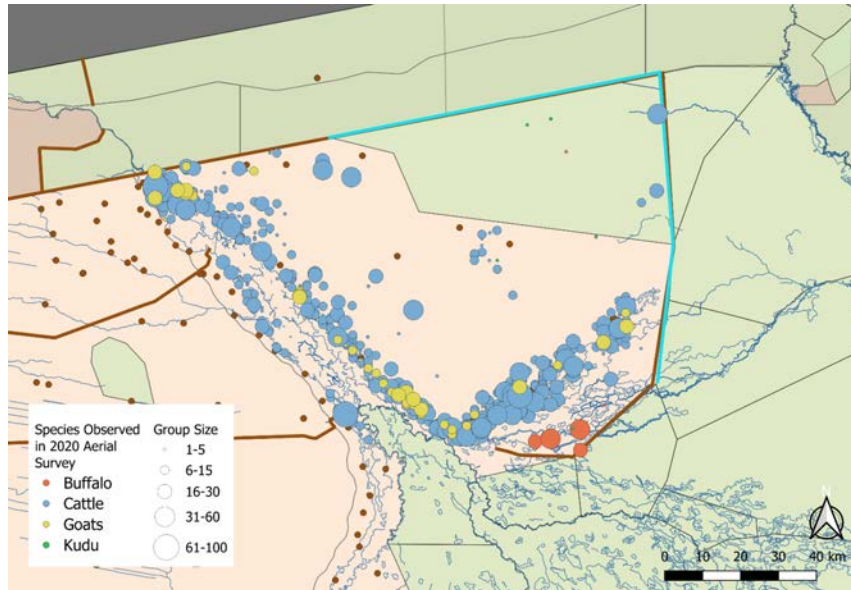 N
Species Observed
in 2020 Aerial
Survey
Buffalo
Cattle
Goats
Kudu
Group Size
1-5
6-15
16-30
31-60
61-100
0 10 20 30 40 km